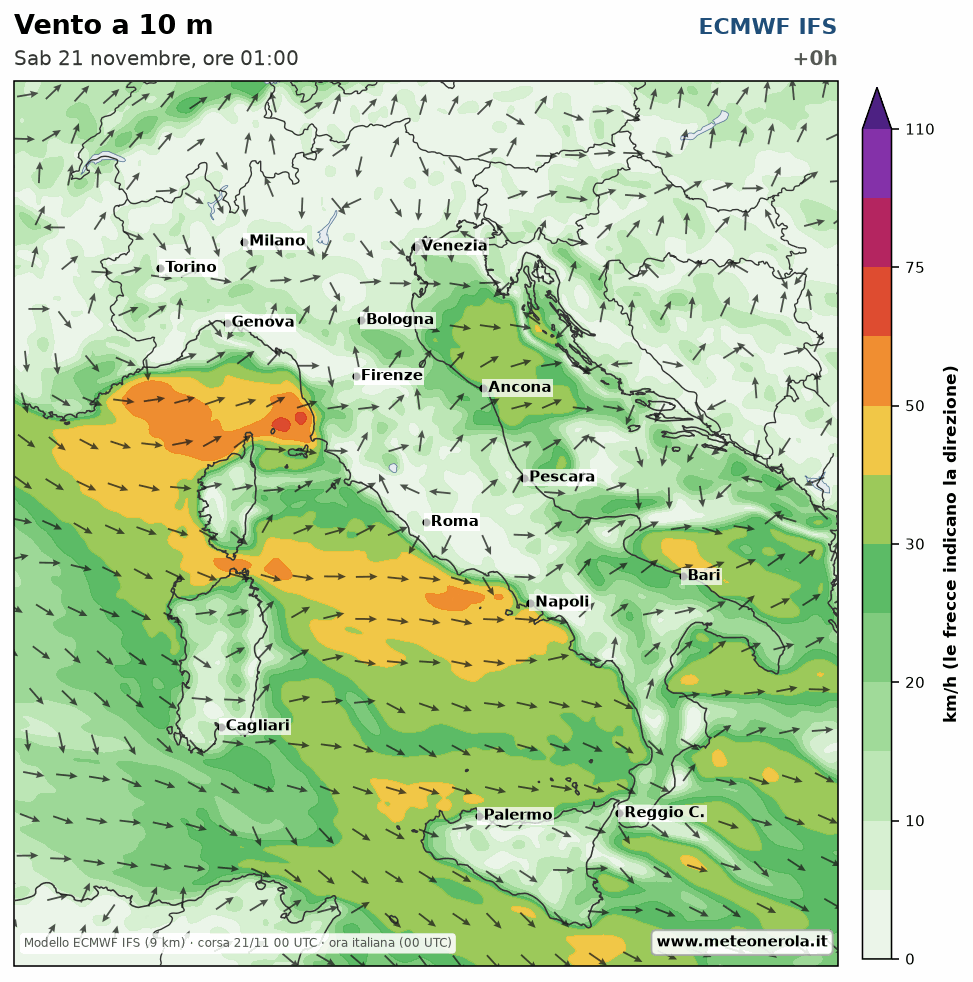 Vento a 10 m
ECMWF IFS
Sab 21 novembre, ore 01:00
+0h
110
75
50
30
20
10
0
km/h (le frecce indicano la direzione)
Milano
Venezia
Torino
Genova
Bologna
Firenze
Ancona
Pescara
Roma
Bari
Napoli
Cagliari
Palermo
Reggio C.
Modello ECMWF IFS (9 km) · corsa 21/11 00 UTC · ora italiana (00 UTC)
www.meteonerola.it